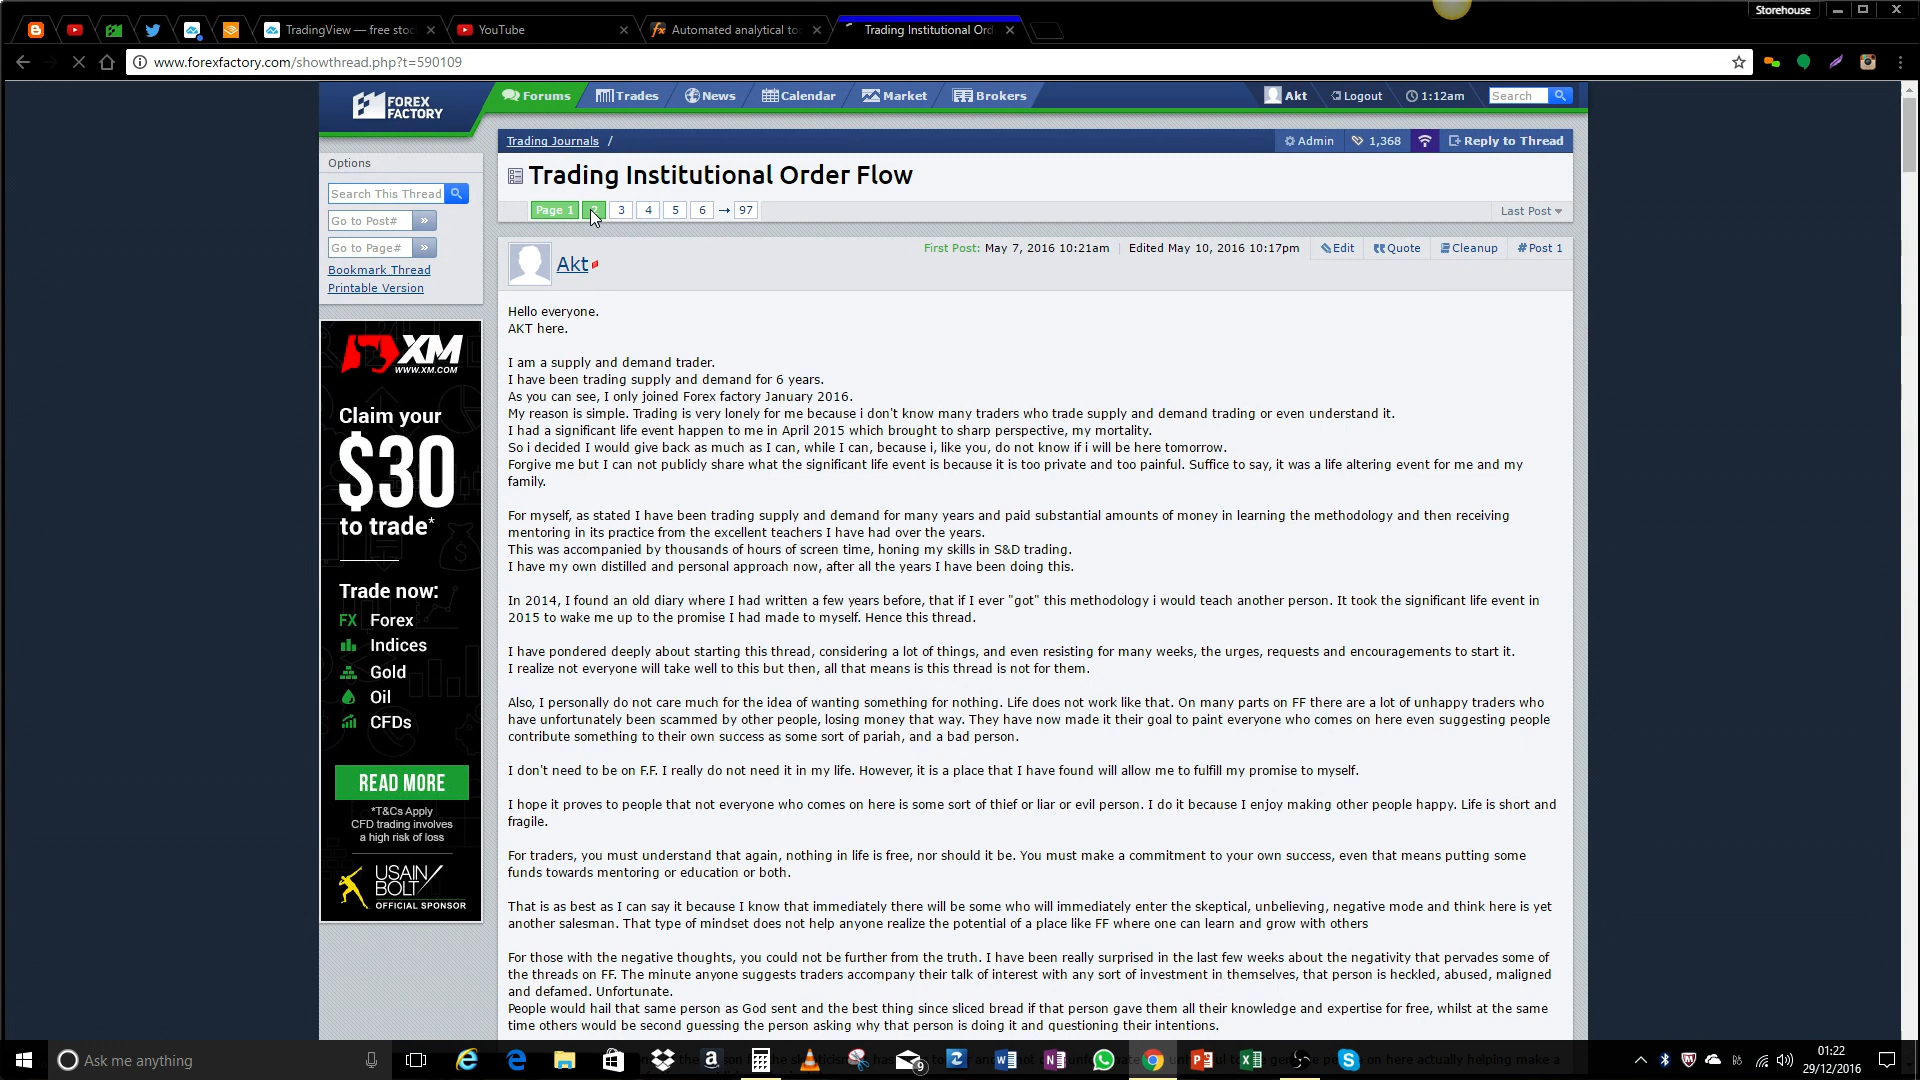 Storehouse
TradingView — free stoc
YouTube
Automated analytical to
Trading Institutional Ord
www.forexfactory.com/showthread.php?t=590109
FOREX FACTORY
Forums
Trades
News
Calendar
Market
Brokers
Akt
Logout
1:12am
Search
Options
Search This Thread
Go to Post#
Go to Page#
Bookmark Thread
Printable Version
Trading Journals /
Admin
1,368
Reply to Thread
Trading Institutional Order Flow
Page 1 2 3 4 5 6 → 97
Last Post
Akt
First Post: May 7, 2016 10:21am
Edited May 10, 2016 10:17pm
Edit
Quote
Cleanup
#Post 1
Hello everyone.
AKT here.
I am a supply and demand trader.
I have been trading supply and demand for 6 years.
As you can see, I only joined Forex factory January 2016.
My reason is simple. Trading is very lonely for me because i don't know many traders who trade supply and demand trading or even understand it.
I had a significant life event happen to me in April 2015 which brought to sharp perspective, my mortality.
So i decided I would give back as much as I can, while I can, because i, like you, do not know if i will be here tomorrow.
Forgive me but I can not publicly share what the significant life event is because it is too private and too painful. Suffice to say, it was a life altering event for me and my
family.
For myself, as stated I have been trading supply and demand for many years and paid substantial amounts of money in learning the methodology and then receiving
mentoring in its practice from the excellent teachers I have had over the years.
This was accompanied by thousands of hours of screen time, honing my skills in S&D trading.
I have my own distilled and personal approach now, after all the years I have been doing this.
In 2014, I found an old diary where I had written a few years before, that if I ever "got" this methodology i would teach another person. It took the significant life event in
2015 to wake me up to the promise I had made to myself. Hence this thread.
I have pondered deeply about starting this thread, considering a lot of things, and even resisting for many weeks, the urges, requests and encouragements to start it.
I realize not everyone will take well to this but then, all that means is this thread is not for them.
Also, I personally do not care much for the idea of wanting something for nothing. Life does not work like that. On many parts on FF there are a lot of unhappy traders who
have unfortunately been scammed by other people, losing money that way. They have now made it their goal to paint everyone who comes on here even suggesting people
contribute something to their own success as some sort of pariah, and a bad person.
I don't need to be on F.F. I really do not need it in my life. However, it is a place that I have found will allow me to fulfill my promise to myself.
I hope it proves to people that not everyone who comes on here is some sort of thief or liar or evil person. I do it because I enjoy making other people happy. Life is short and
fragile.
For traders, you must understand that again, nothing in life is free, nor should it be. You must make a commitment to your own success, even that means putting some
funds towards mentoring or education or both.
That is as best as I can say it because I know that immediately there will be some who will immediately enter the skeptical, unbelieving, negative mode and think here is yet
another salesman. That type of mindset does not help anyone realize the potential of a place like FF where one can learn and grow with others
For those with the negative thoughts, you could not be further from the truth. I have been really surprised in the last few weeks about the negativity that pervades some of
the threads on FF. The minute anyone suggests traders accompany their talk of interest with any sort of investment in themselves, that person is heckled, abused, maligned
and defamed. Unfortunate.
People would hail that same person as God sent and the best thing since sliced bread if that person gave them all their knowledge and expertise for free, whilst at the same
time others would be second guessing the person asking why that person is doing it and questioning their intentions.
XM
WWW.XM.COM
Claim your
$30
to trade*
Trade now:
FX Forex
Indices
Gold
Oil
CFDs
READ MORE
*T&Cs Apply
CFD trading involves
a high risk of loss
USAIN
BOLT
OFFICIAL SPONSOR
Ask me anything
9
01:22
29/12/2016